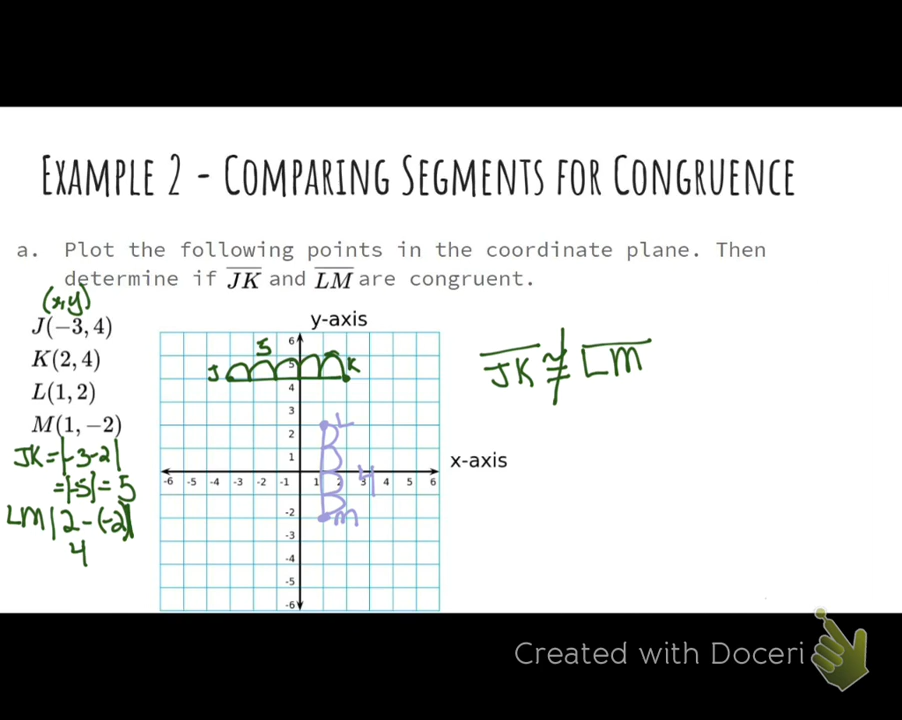 EXAMPLE 2 - COMPARING SEGMENTS FOR CONGRUENCE
a. Plot the following points in the coordinate plane. Then
determine if JK and LM are congruent.
(x,y)
J(−3, 4)
K(2, 4)
L(1, 2)
M(1, −2)
JK = |-3-2|
= |-5| = 5
LM |2-(-2)|
4
y-axis
x-axis
J 5 K
L
4
M
6
5
4
3
2
1
-6 -5 -4 -3 -2 -1 1 2 3 4 5 6
-2
-3
-4
-5
-6
JK ≇ LM
Created with Doceri